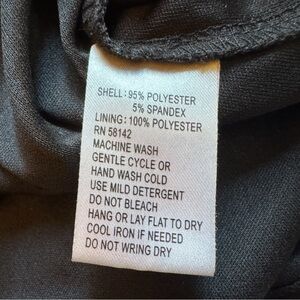 SHELL: 95% POLYESTER
5% SPANDEX
LINING: 100% POLYESTER
RN 58142
MACHINE WASH
GENTLE CYCLE OR
HAND WASH COLD
USE MILD DETERGENT
DO NOT BLEACH
HANG OR LAY FLAT TO DRY
COOL IRON IF NEEDED
DO NOT WRING DRY